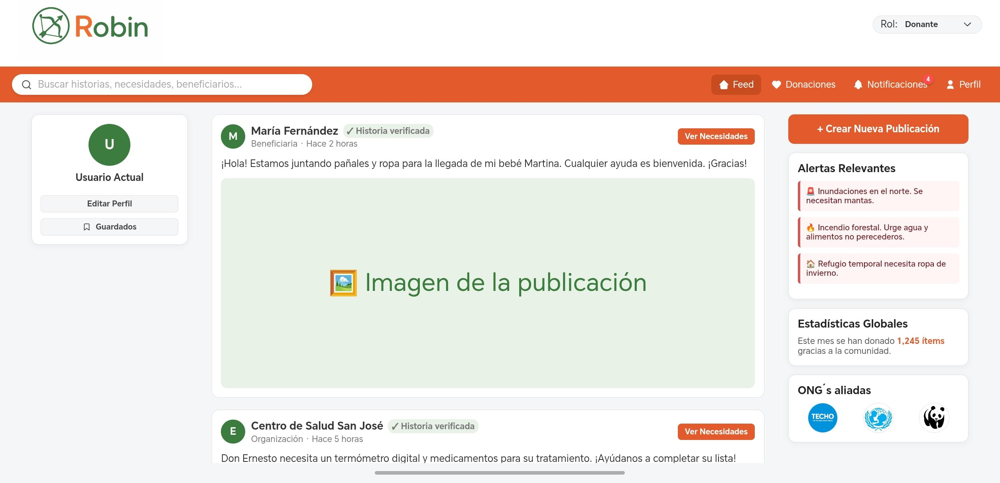 Robin
Rol: Donante
Buscar historias, necesidades, beneficiarios...
Feed
Donaciones
Notificaciones
4
Perfil
U
Usuario Actual
Editar Perfil
Guardados
M
María Fernández ✓ Historia verificada
Beneficiaria · Hace 2 horas
Ver Necesidades
¡Hola! Estamos juntando pañales y ropa para la llegada de mi bebé Martina. Cualquier ayuda es bienvenida. ¡Gracias!
🖼️ Imagen de la publicación
E
Centro de Salud San José ✓ Historia verificada
Organización · Hace 5 horas
Ver Necesidades
Don Ernesto necesita un termómetro digital y medicamentos para su tratamiento. ¡Ayúdanos a completar su lista!
+ Crear Nueva Publicación
Alertas Relevantes
🚨 Inundaciones en el norte. Se
necesitan mantas.
🔥 Incendio forestal. Urge agua y
alimentos no perecederos.
🏠 Refugio temporal necesita ropa de
invierno.
Estadísticas Globales
Este mes se han donado 1,245 ítems
gracias a la comunidad.
ONG´s aliadas
TECHO
UN TECHO PARA CHILE